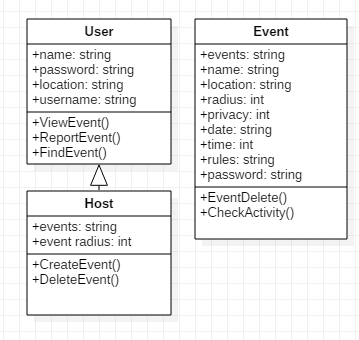 User
+name: string
+password: string
+location: string
+username: string
+ViewEvent()
+ReportEvent()
+FindEvent()
Host
+events: string
+event radius: int
+CreateEvent()
+DeleteEvent()
Event
+events: string
+name: string
+location: string
+radius: int
+privacy: int
+date: string
+time: int
+rules: string
+password: string
+EventDelete()
+CheckActivity()